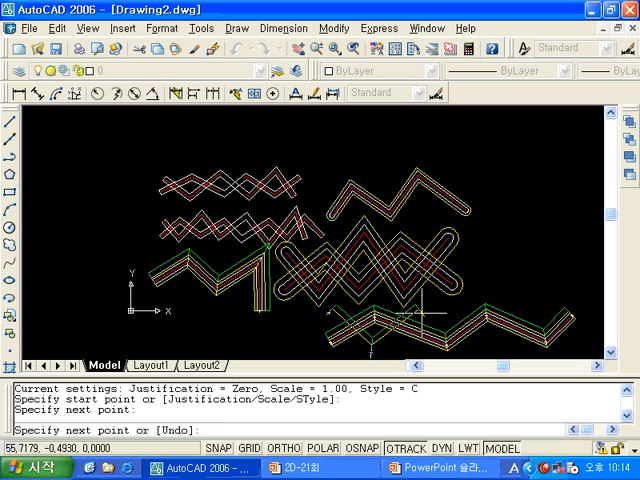 AutoCAD 2006 - [Drawing2.dwg]
File Edit View Insert Format Tools Draw Dimension Modify Express Window Help
Standard
0 ByLayer ByLayer ByLa
Standard
Y
X
Model Layout1 Layout2
Current settings: Justification = Zero, Scale = 1.00, Style = C
Specify start point or [Justification/Scale/STyle]:
Specify next point:
Specify next point or [Undo]:
55,7179, -0,4930, 0,0000 SNAP GRID ORTHO POLAR OSNAP OTRACK DYN LWT MODEL
시작 AutoCAD 2006 - ... 2D-21회 PowerPoint 슬라... A 오후 10:14